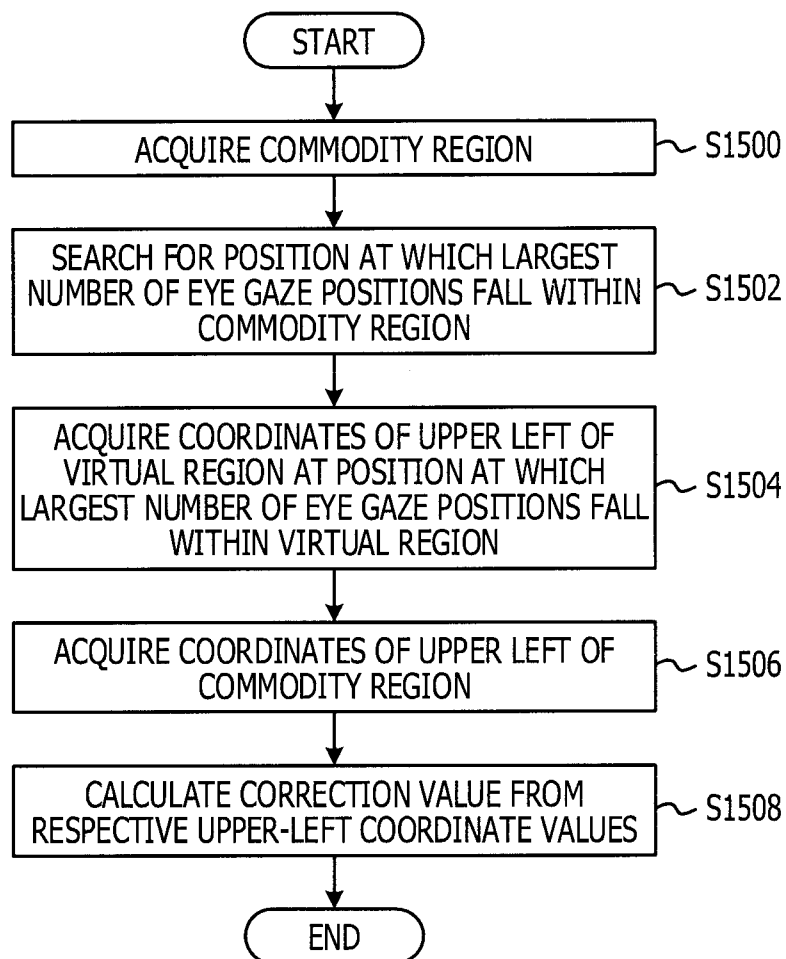 START
ACQUIRE COMMODITY REGION
S1500
SEARCH FOR POSITION AT WHICH LARGEST
NUMBER OF EYE GAZE POSITIONS FALL WITHIN
COMMODITY REGION
S1502
ACQUIRE COORDINATES OF UPPER LEFT OF
VIRTUAL REGION AT POSITION AT WHICH
LARGEST NUMBER OF EYE GAZE POSITIONS FALL
WITHIN VIRTUAL REGION
S1504
ACQUIRE COORDINATES OF UPPER LEFT OF
COMMODITY REGION
S1506
CALCULATE CORRECTION VALUE FROM
RESPECTIVE UPPER-LEFT COORDINATE VALUES
S1508
END